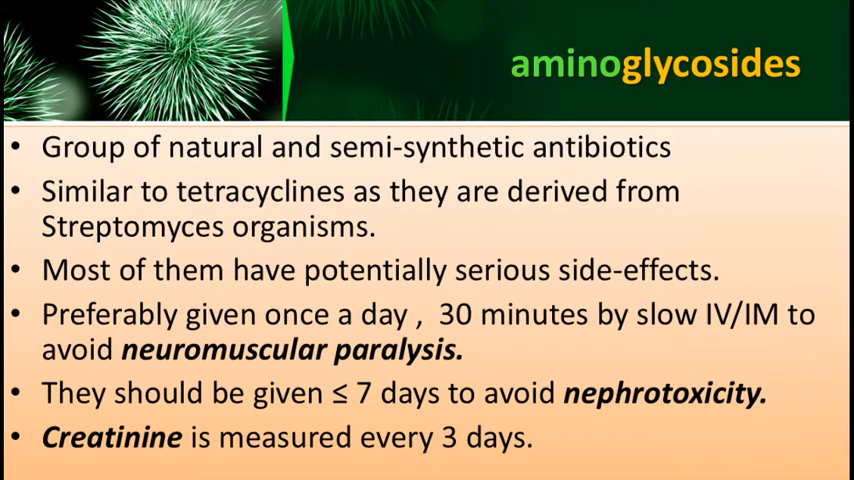 aminoglycosides
• Group of natural and semi-synthetic antibiotics
• Similar to tetracyclines as they are derived from
Streptomyces organisms.
• Most of them have potentially serious side-effects.
• Preferably given once a day , 30 minutes by slow IV/IM to
avoid neuromuscular paralysis.
• They should be given ≤ 7 days to avoid nephrotoxicity.
• Creatinine is measured every 3 days.